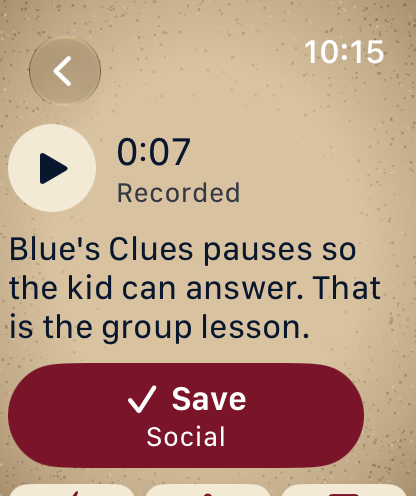 10:15
0:07
Recorded
Blue's Clues pauses so
the kid can answer. That
is the group lesson.
Save
Social